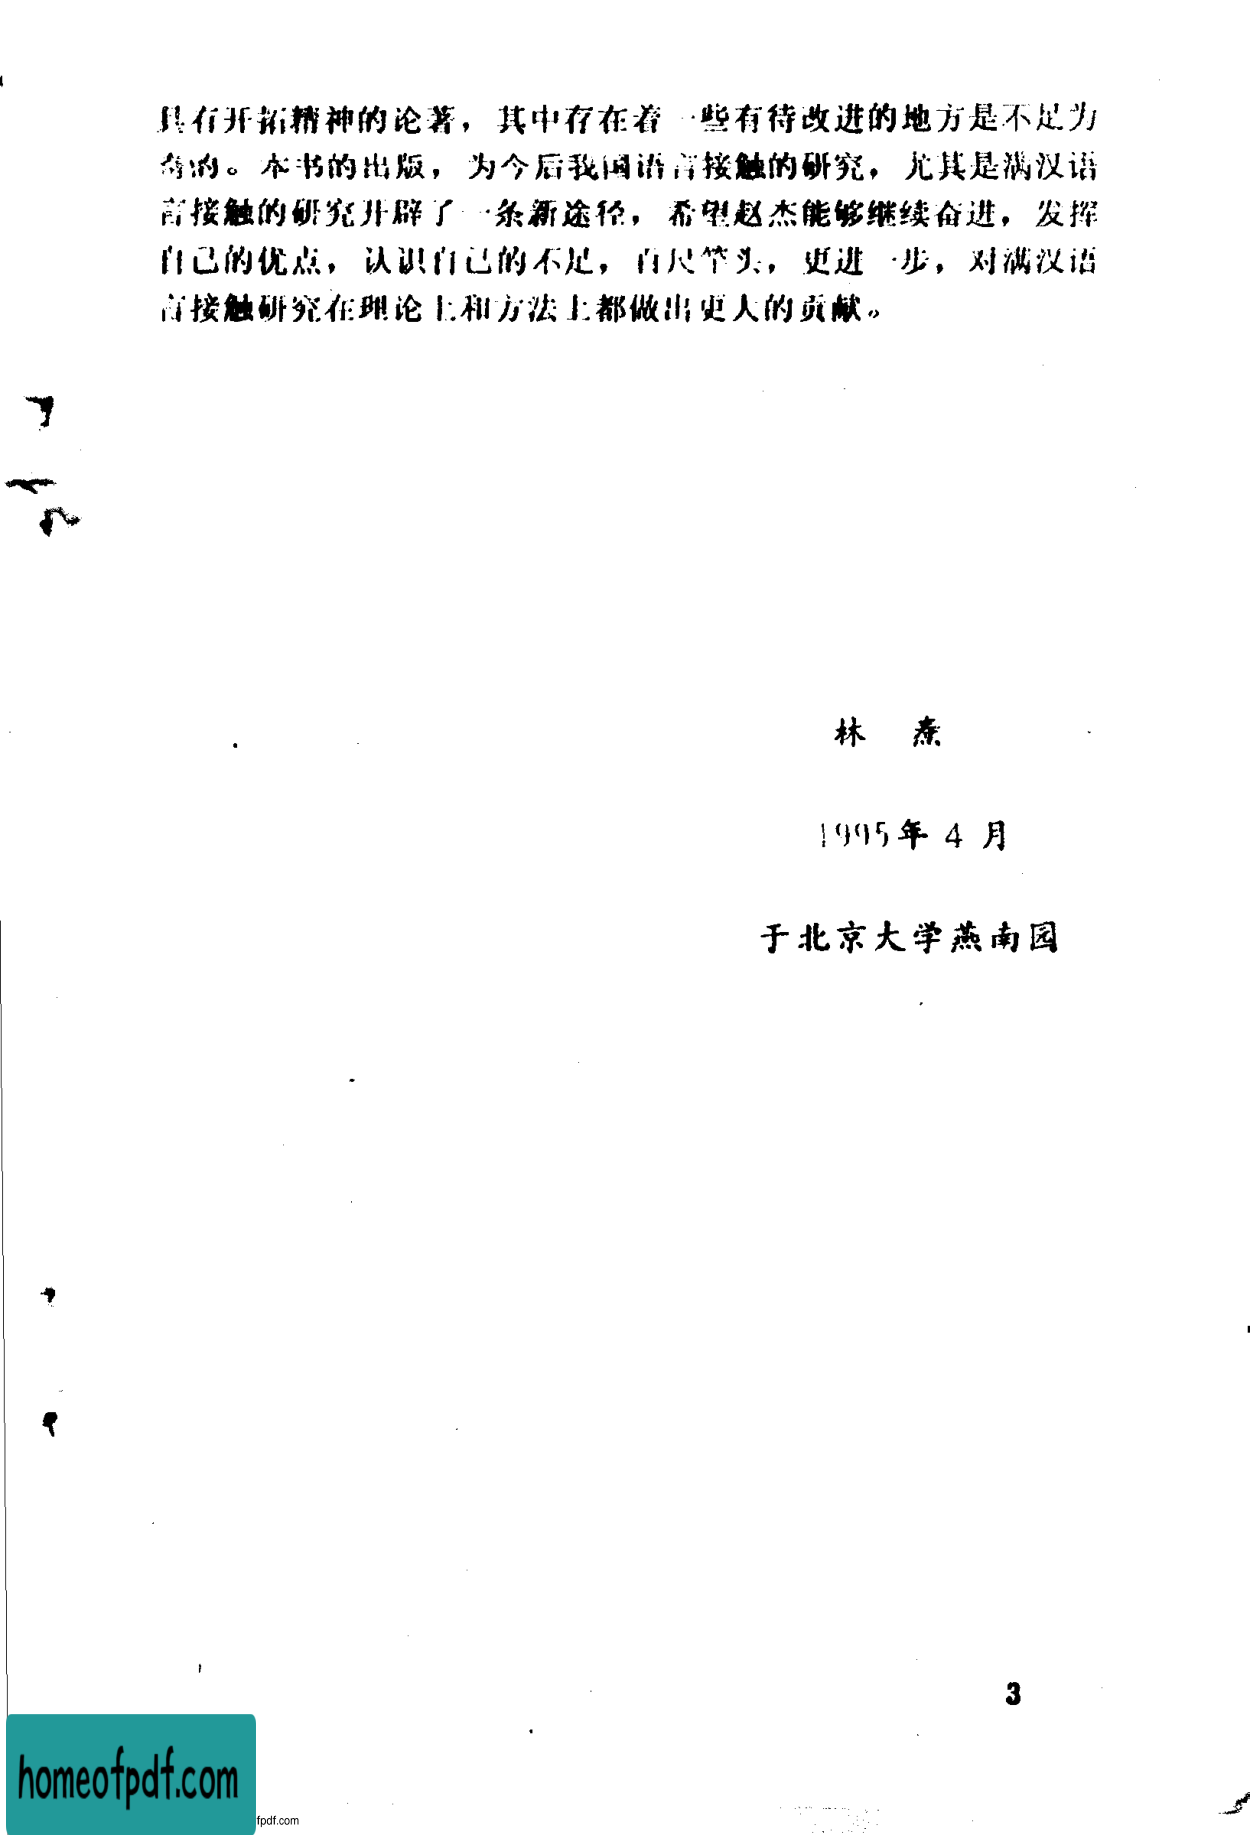 具有开拓精神的论著，其中存在着一些有待改进的地方是不足为
奇的。本书的出版，为今后我国语言接触的研究，尤其是满汉语
言接触的研究开辟了一条新途径，希望赵杰能够继续奋进，发挥
自己的优点，认识自己的不足，百尺竿头，更进一步，对满汉语
言接触研究在理论上和方法上都做出更大的贡献。
林 焘
1995年 4 月
于北京大学燕南园
3
homeofpdf.com
fpdf.com